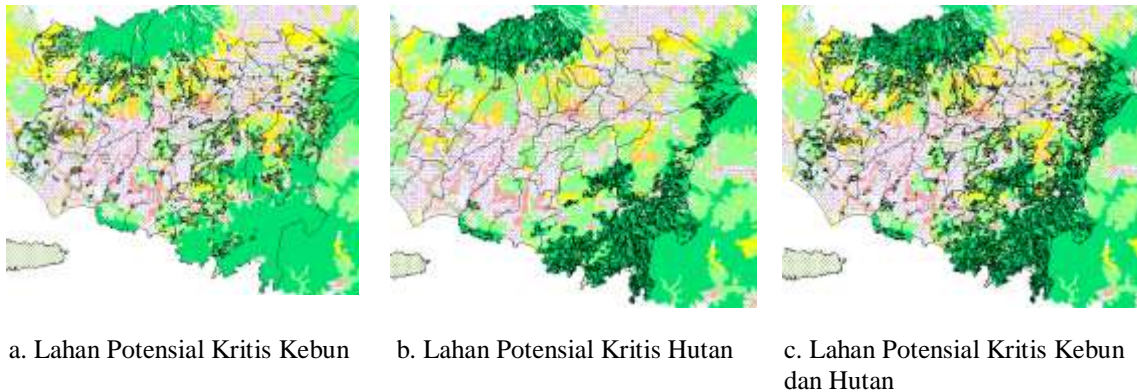 a. Lahan Potensial Kritis Kebun
b. Lahan Potensial Kritis Hutan
c. Lahan Potensial Kritis Kebun
dan Hutan